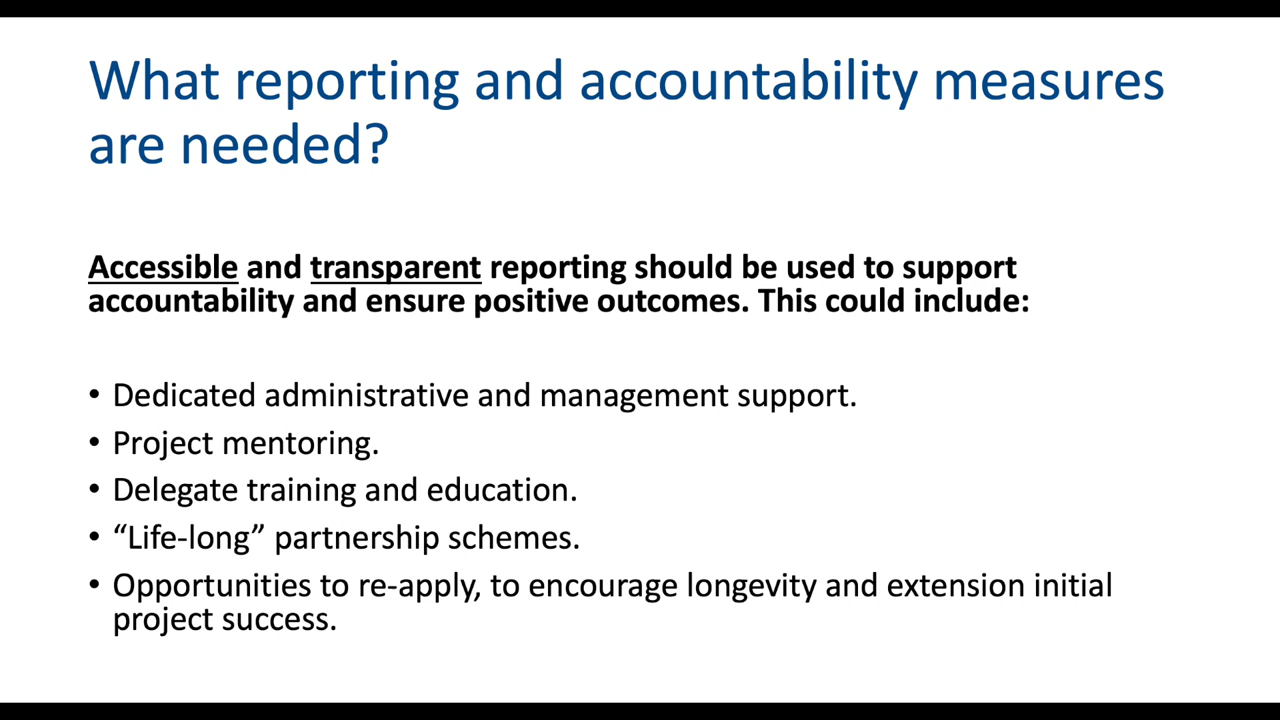 What reporting and accountability measures
are needed?
Accessible and transparent reporting should be used to support
accountability and ensure positive outcomes. This could include:
• Dedicated administrative and management support.
• Project mentoring.
• Delegate training and education.
• “Life-long” partnership schemes.
• Opportunities to re-apply, to encourage longevity and extension initial
project success.